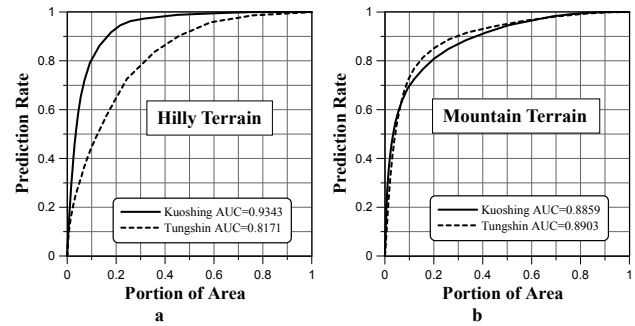 1
0.8
0.6
0.4
0.2
0
Prediction Rate
Hilly Terrain
Kuoshing AUC=0.9343
Tungshin AUC=0.8171
0 0.2 0.4 0.6 0.8 1
Portion of Area
a
1
0.8
0.6
0.4
0.2
0
Prediction Rate
Mountain Terrain
Kuoshing AUC=0.8859
Tungshin AUC=0.8903
0 0.2 0.4 0.6 0.8 1
Portion of Area
b